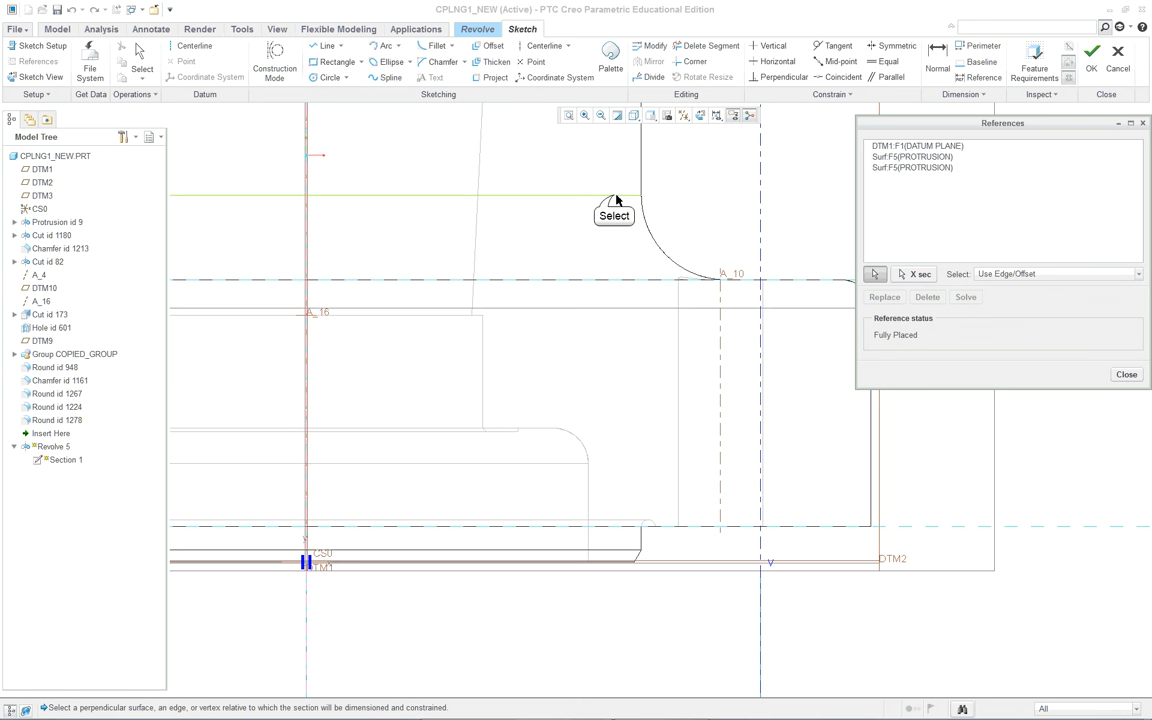 CPLNG1_NEW (Active) - PTC Creo Parametric Educational Edition
File Model Analysis Annotate Render Tools View Flexible Modeling Applications Revolve Sketch
Sketch Setup
References
Sketch View
Setup
File System
Get Data
Select
Operations
Centerline
Point
Coordinate System
Datum
Construction Mode
Line Arc Fillet Offset Centerline
Rectangle Ellipse Chamfer Thicken Point
Circle Spline Text Project Coordinate System
Palette
Sketching
Modify Delete Segment
Mirror Corner
Divide Rotate Resize
Editing
Vertical Tangent Symmetric
Horizontal Mid-point Equal
Perpendicular Coincident Parallel
Constrain
Normal
Perimeter
Baseline
Reference
Dimension
Feature Requirements
Inspect
OK Cancel
Close
Model Tree
CPLNG1_NEW.PRT
DTM1
DTM2
DTM3
CS0
Protrusion id 9
Cut id 1180
Chamfer id 1213
Cut id 82
A_4
DTM10
A_16
Cut id 173
Hole id 601
DTM9
Group COPIED_GROUP
Round id 948
Chamfer id 1161
Round id 1267
Round id 1224
Round id 1278
Insert Here
Revolve 5
Section 1
Select
A_10
A_16
CS0
DTM1
DTM2
V
References
DTM1:F1(DATUM PLANE)
Surf:F5(PROTRUSION)
Surf:F5(PROTRUSION)
X sec Select: Use Edge/Offset
Replace Delete Solve
Reference status
Fully Placed
Close
Select a perpendicular surface, an edge, or vertex relative to which the section will be dimensioned and constrained.
All